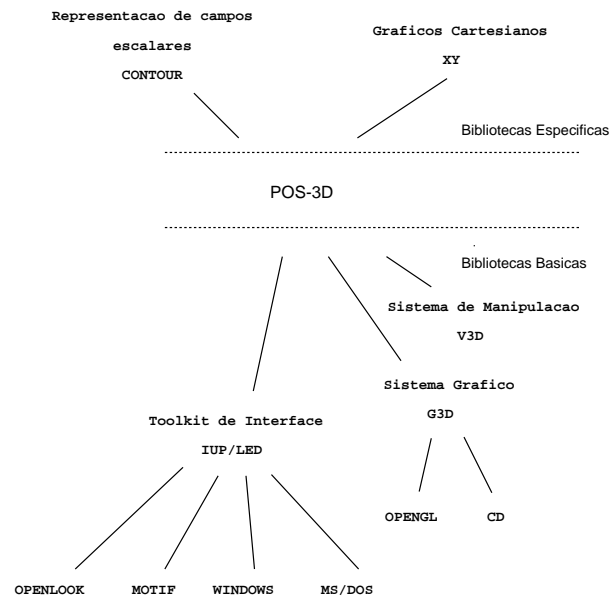 Representacao de campos
escalares
CONTOUR
Graficos Cartesianos
XY
Bibliotecas Especificas
POS-3D
Bibliotecas Basicas
Sistema de Manipulacao
V3D
Sistema Grafico
G3D
Toolkit de Interface
IUP/LED
OPENGL CD
OPENLOOK MOTIF WINDOWS MS/DOS